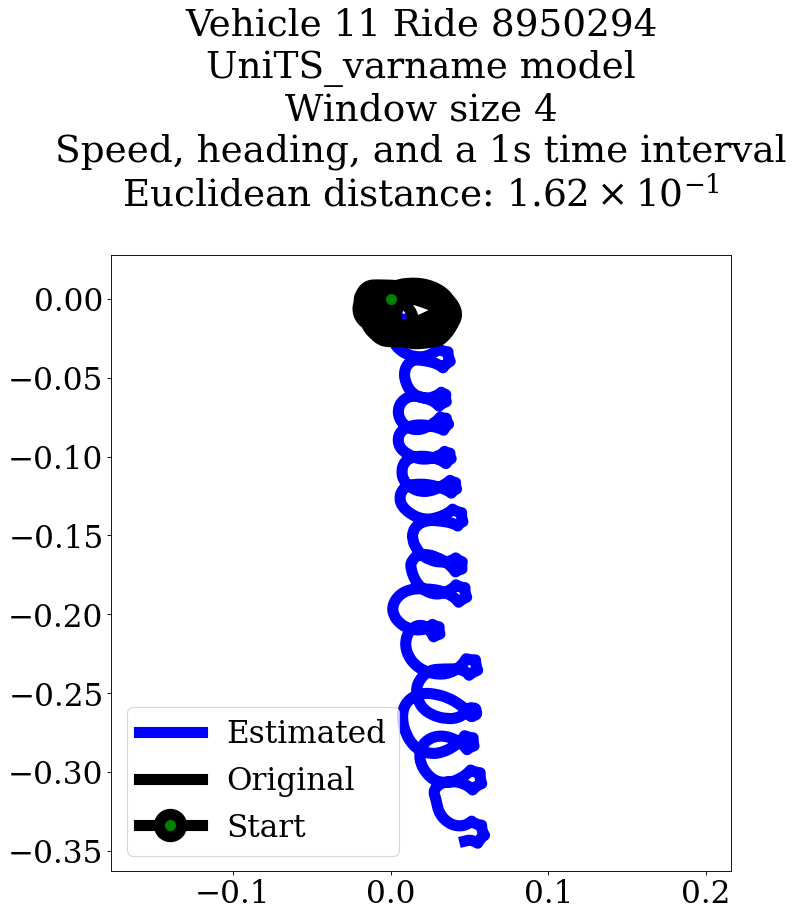 Vehicle 11 Ride 8950294
UniTS_varname model
Window size 4
Speed, heading, and a 1s time interval
Euclidean distance: 1.62 × 10⁻¹
0.00
−0.05
−0.10
−0.15
−0.20
−0.25
−0.30
−0.35
Estimated
Original
Start
−0.1
0.0
0.1
0.2